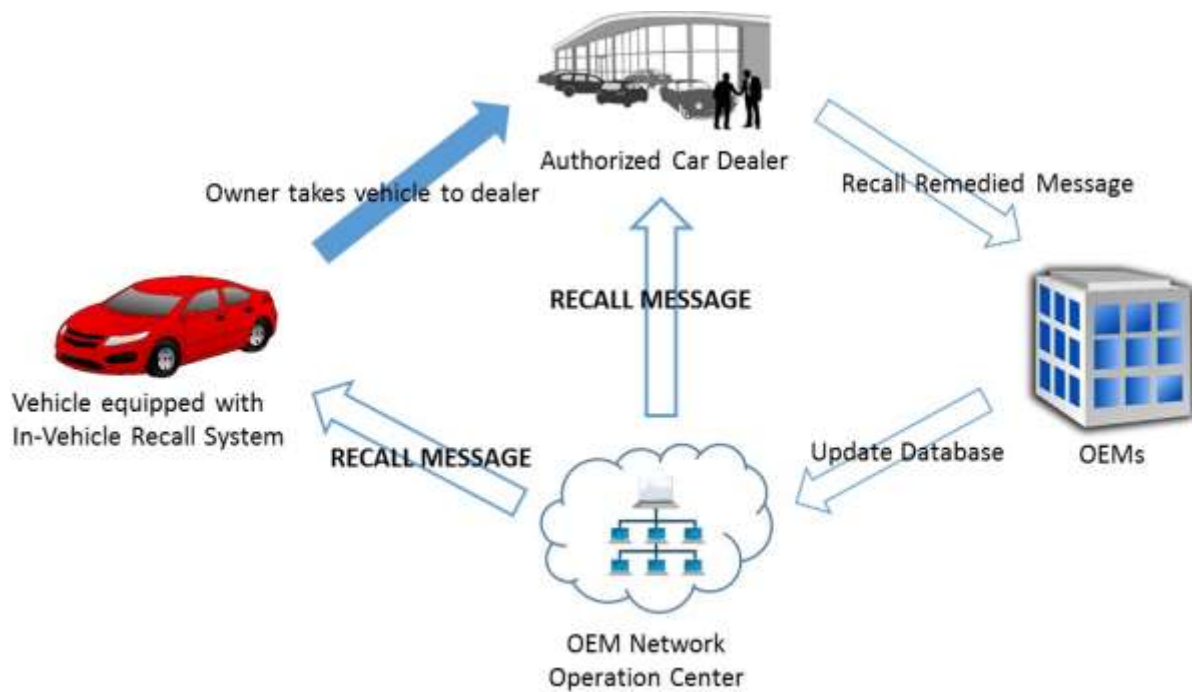 Authorized Car Dealer
Owner takes vehicle to dealer
Recall Remedied Message
RECALL MESSAGE
Vehicle equipped with
In-Vehicle Recall System
RECALL MESSAGE
Update Database
OEMs
OEM Network
Operation Center